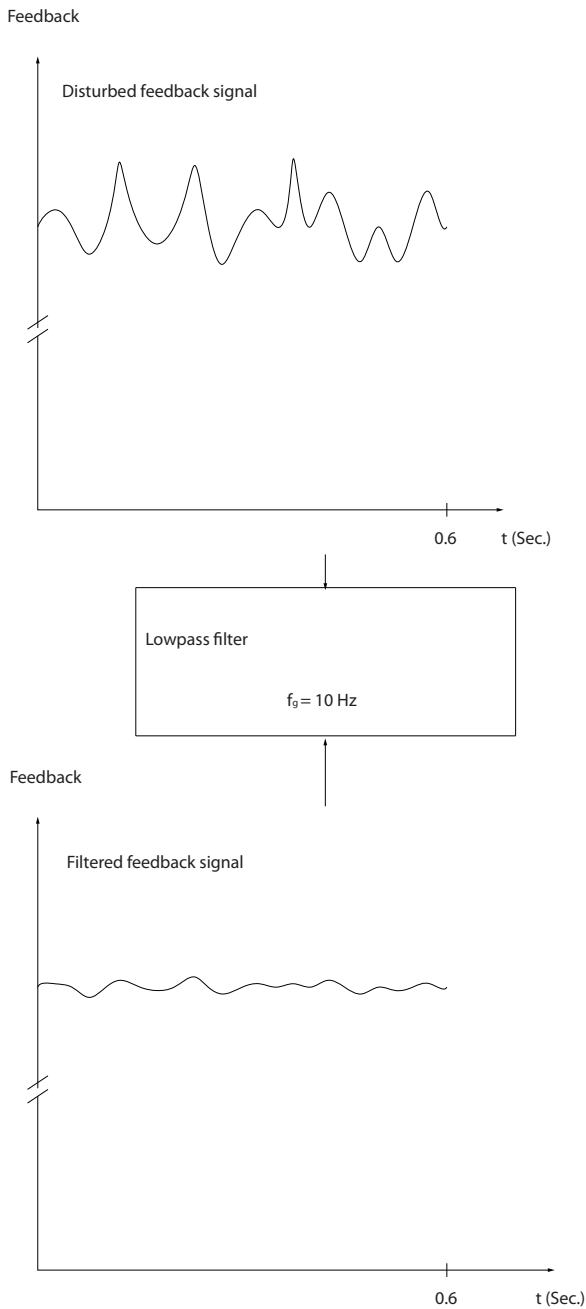 Feedback
Disturbed feedback signal
0.6 t (Sec.)
Lowpass filter
fg = 10 Hz
Feedback
Filtered feedback signal
0.6 t (Sec.)